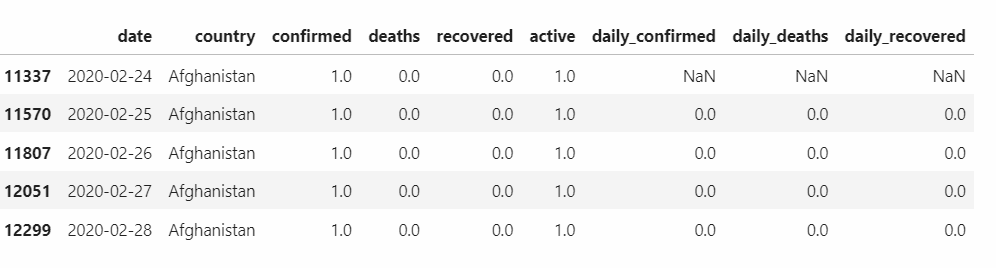 date country confirmed deaths recovered active daily_confirmed daily_deaths daily_recovered
11337 2020-02-24 Afghanistan 1.0 0.0 0.0 1.0 NaN NaN NaN
11570 2020-02-25 Afghanistan 1.0 0.0 0.0 1.0 0.0 0.0 0.0
11807 2020-02-26 Afghanistan 1.0 0.0 0.0 1.0 0.0 0.0 0.0
12051 2020-02-27 Afghanistan 1.0 0.0 0.0 1.0 0.0 0.0 0.0
12299 2020-02-28 Afghanistan 1.0 0.0 0.0 1.0 0.0 0.0 0.0